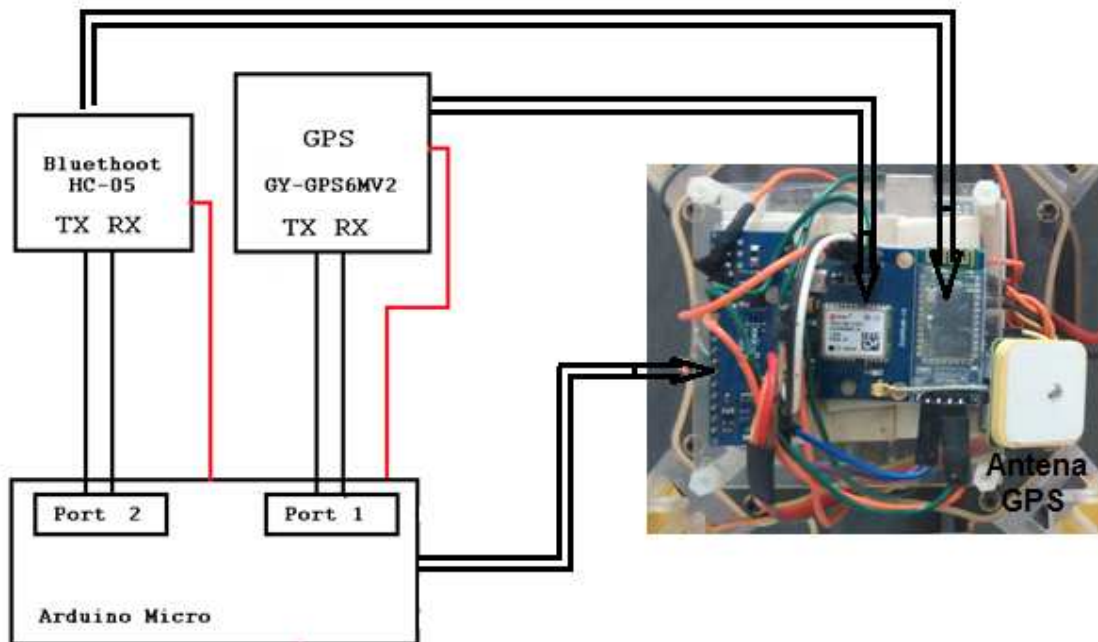 Bluethoot
HC-05
TX RX
GPS
GY-GPS6MV2
TX RX
Port 2
Port 1
Arduino Micro
Antena
GPS